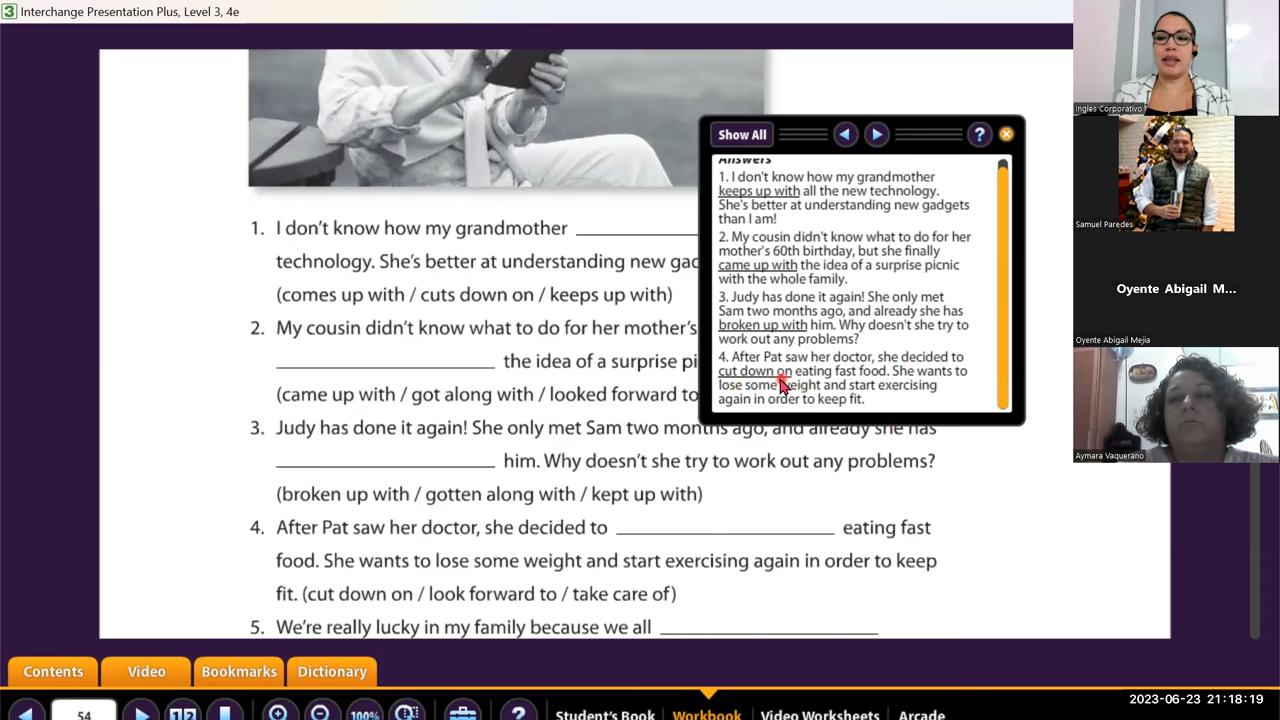 3 Interchange Presentation Plus, Level 3, 4e
Ingles Corporativo
Samuel Paredes
Oyente Abigail M...
Oyente Abigail Mejia
Aymara Vaquerano
Show All
?
Answers
1. I don't know how my grandmother
keeps up with all the new technology.
She's better at understanding new gadgets
than I am!
2. My cousin didn't know what to do for her
mother's 60th birthday, but she finally
came up with the idea of a surprise picnic
with the whole family.
3. Judy has done it again! She only met
Sam two months ago, and already she has
broken up with him. Why doesn't she try to
work out any problems?
4. After Pat saw her doctor, she decided to
cut down on eating fast food. She wants to
lose some weight and start exercising
again in order to keep fit.
1. I don't know how my grandmother
technology. She's better at understanding new gad
(comes up with / cuts down on / keeps up with)
2. My cousin didn't know what to do for her mother's
the idea of a surprise pi
(came up with / got along with / looked forward to
3. Judy has done it again! She only met Sam two months ago, and already she has
him. Why doesn't she try to work out any problems?
(broken up with / gotten along with / kept up with)
4. After Pat saw her doctor, she decided to eating fast
food. She wants to lose some weight and start exercising again in order to keep
fit. (cut down on / look forward to / take care of)
5. We're really lucky in my family because we all
Contents Video Bookmarks Dictionary
2023-06-23 21:18:19
54 12 100% ? Student's Book Workbook Video Worksheets Arcade